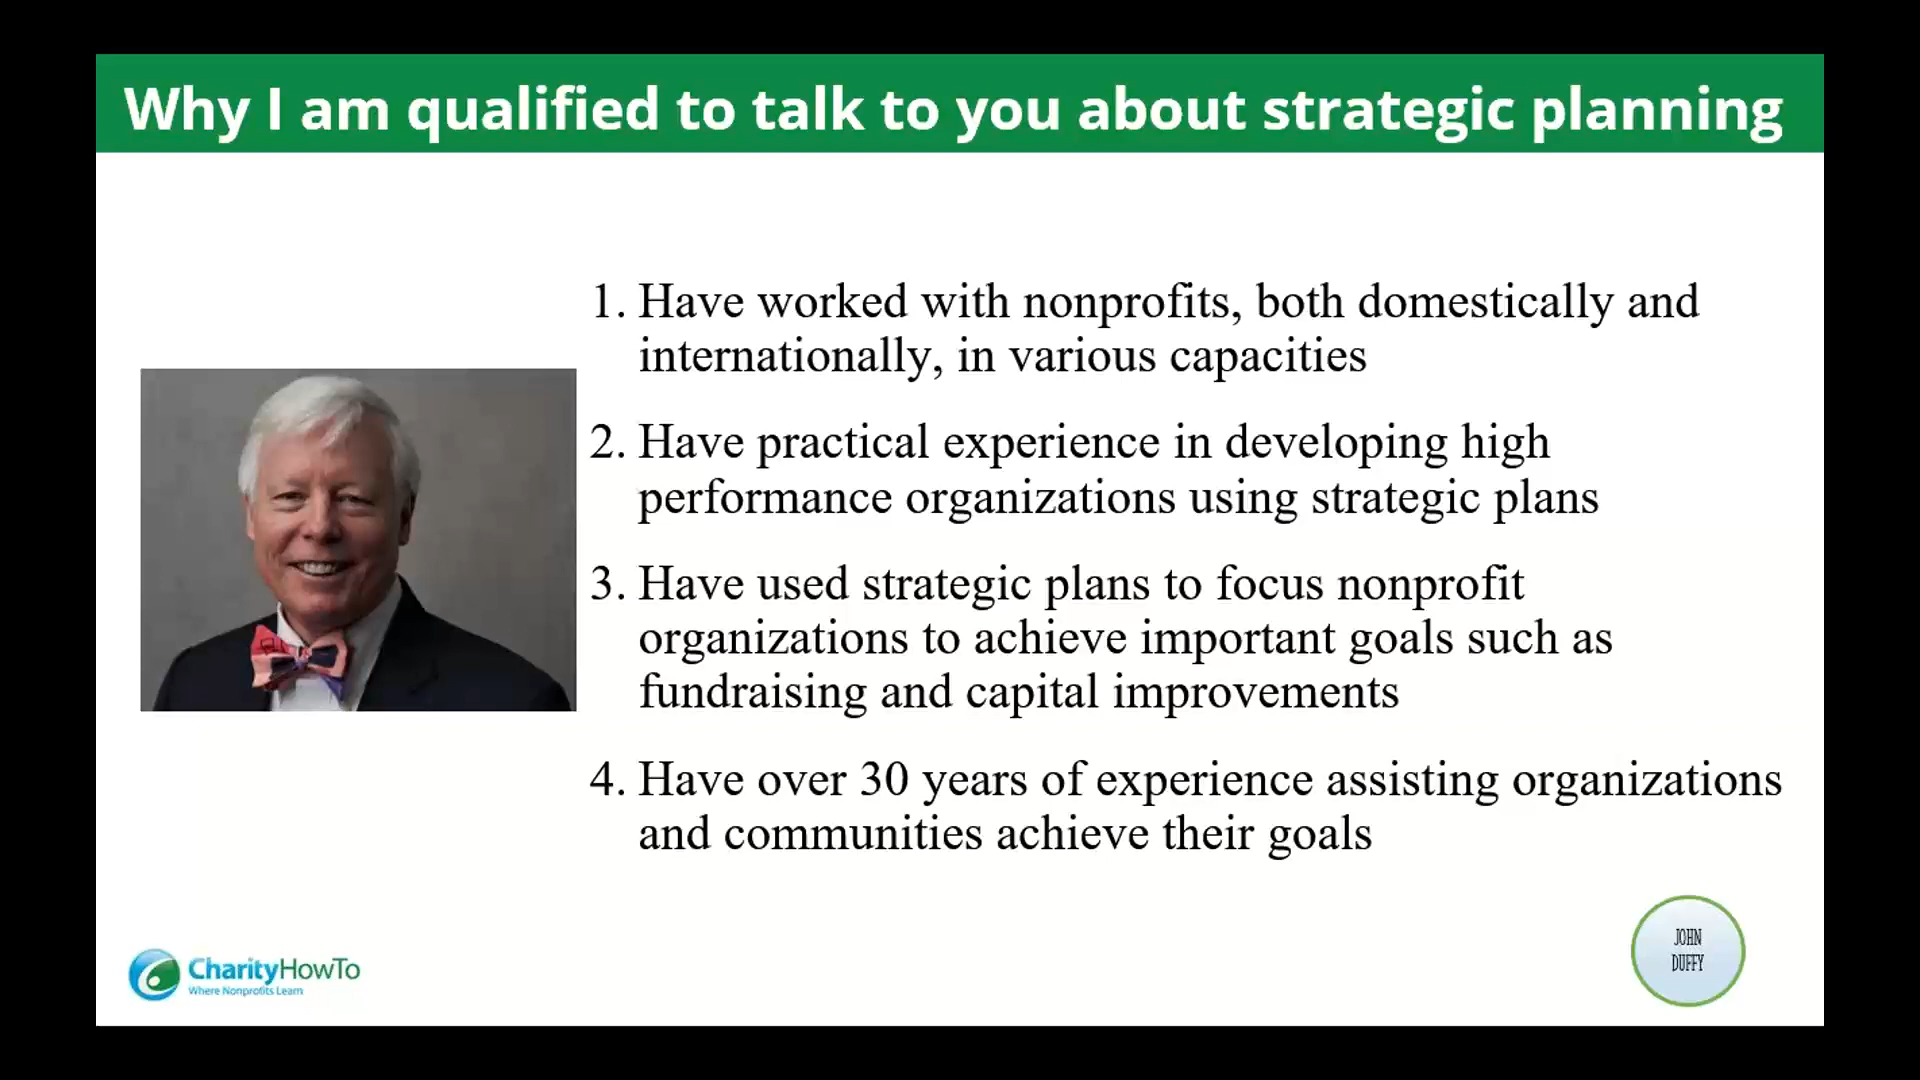 Why I am qualified to talk to you about strategic planning
1. Have worked with nonprofits, both domestically and
internationally, in various capacities
2. Have practical experience in developing high
performance organizations using strategic plans
3. Have used strategic plans to focus nonprofit
organizations to achieve important goals such as
fundraising and capital improvements
4. Have over 30 years of experience assisting organizations
and communities achieve their goals
CharityHowTo
Where Nonprofits Learn
JOHN
DUFFY